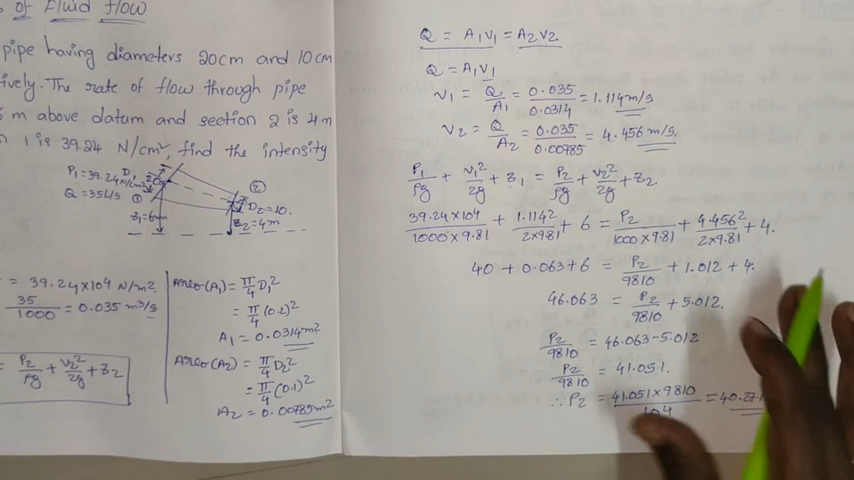 of Fluid flow
pipe having diameters 20cm and 10cm
tively. The rate of flow through pipe
m above datum and section 2 is 4m
1 is 39.24 N/cm², find the intensity
P₁ = 39.24 N/cm²
Q = 35 L/s
D₁
20
①
Z₁ = 6m
②
D₂ = 10.
Z₂ = 4m
= 39.24×10⁴ N/m²
35/1000 = 0.035 m³/s
= P₂/ρg + V₂²/2g + Z₂
Area (A₁) = π/4 D₁²
= π/4 (0.2)²
A₁ = 0.0314 m²
Area (A₂) = π/4 D₂²
= π/4 (0.1)²
A₂ = 0.00785 m²
Q = A₁V₁ = A₂V₂
Q = A₁V₁
V₁ = Q/A₁ = 0.035/0.0314 = 1.114 m/s
V₂ = Q/A₂ = 0.035/0.00785 = 4.456 m/s.
P₁/ρg + V₁²/2g + Z₁ = P₂/ρg + V₂²/2g + Z₂.
39.24×10⁴/1000×9.81 + 1.114²/2×9.81 + 6 = P₂/1000×9.81 + 4.456²/2×9.81 + 4.
40 + 0.063 + 6 = P₂/9810 + 1.012 + 4.
46.063 = P₂/9810 + 5.012.
P₂/9810 = 46.063 - 5.012
P₂/9810 = 41.051.
∴ P₂ = 41.051×9810/10⁴ = 40.27